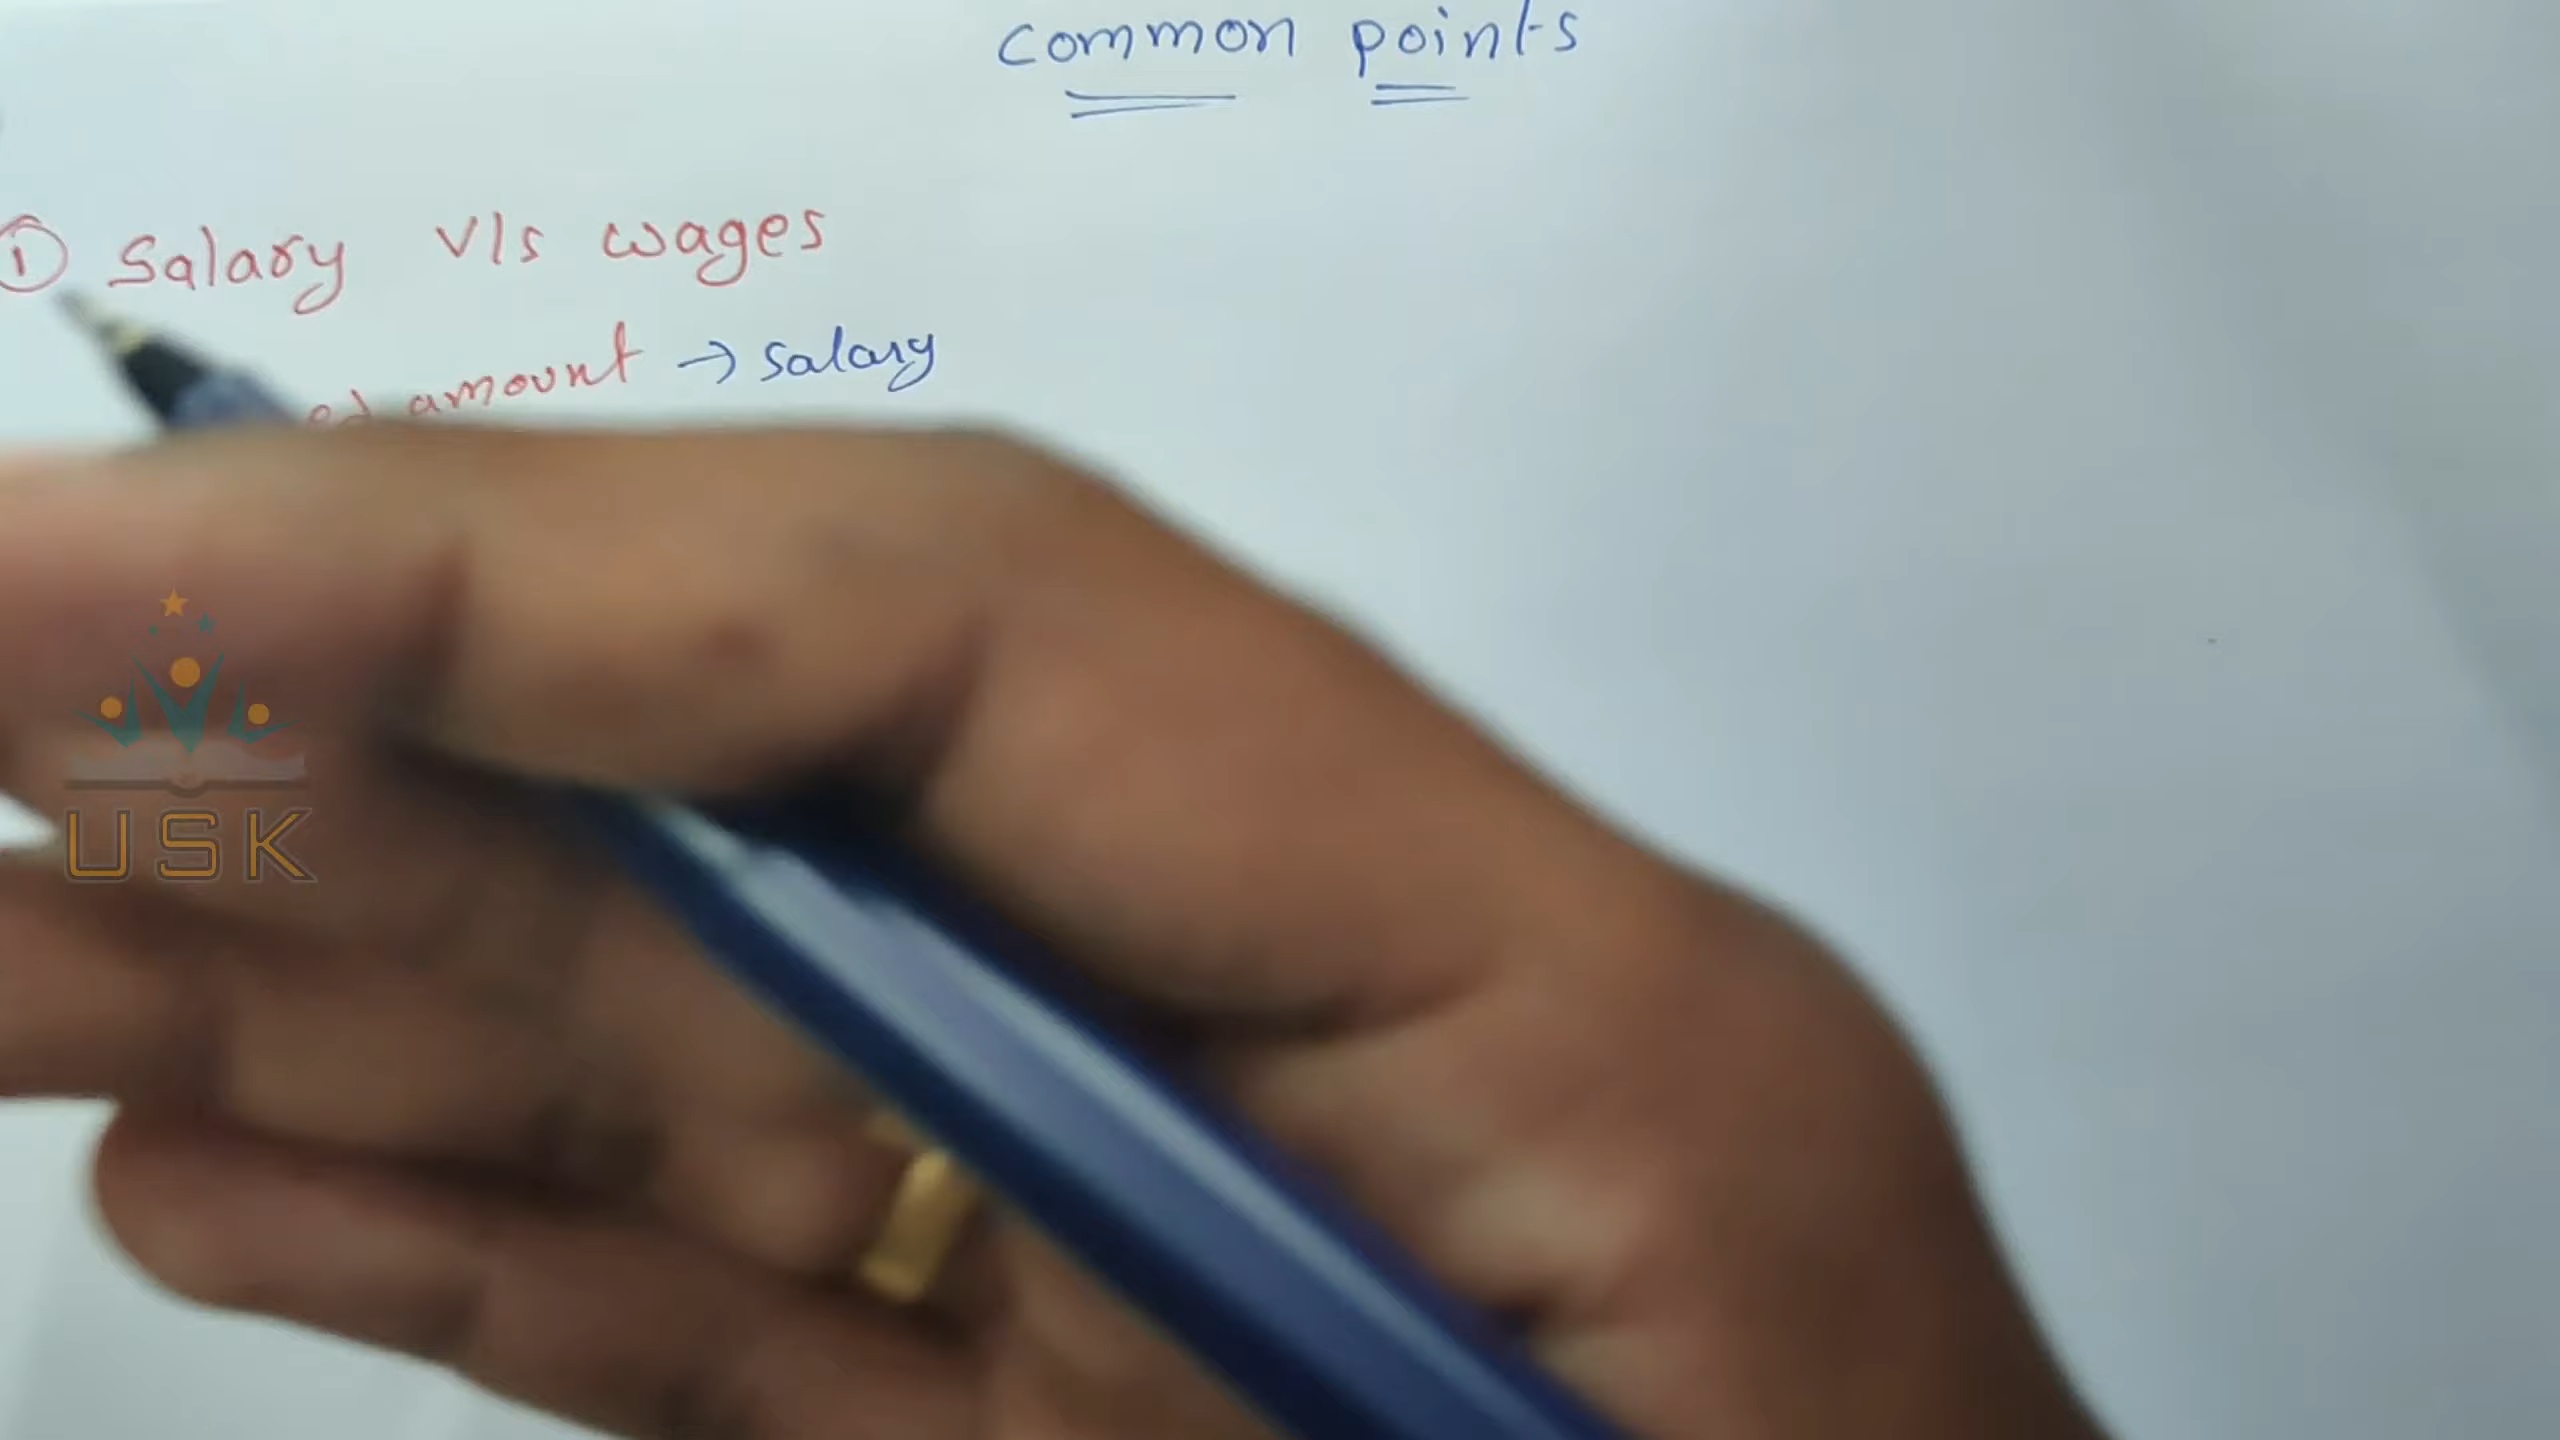 common points
① Salary v/s wages
amount → salary
USK